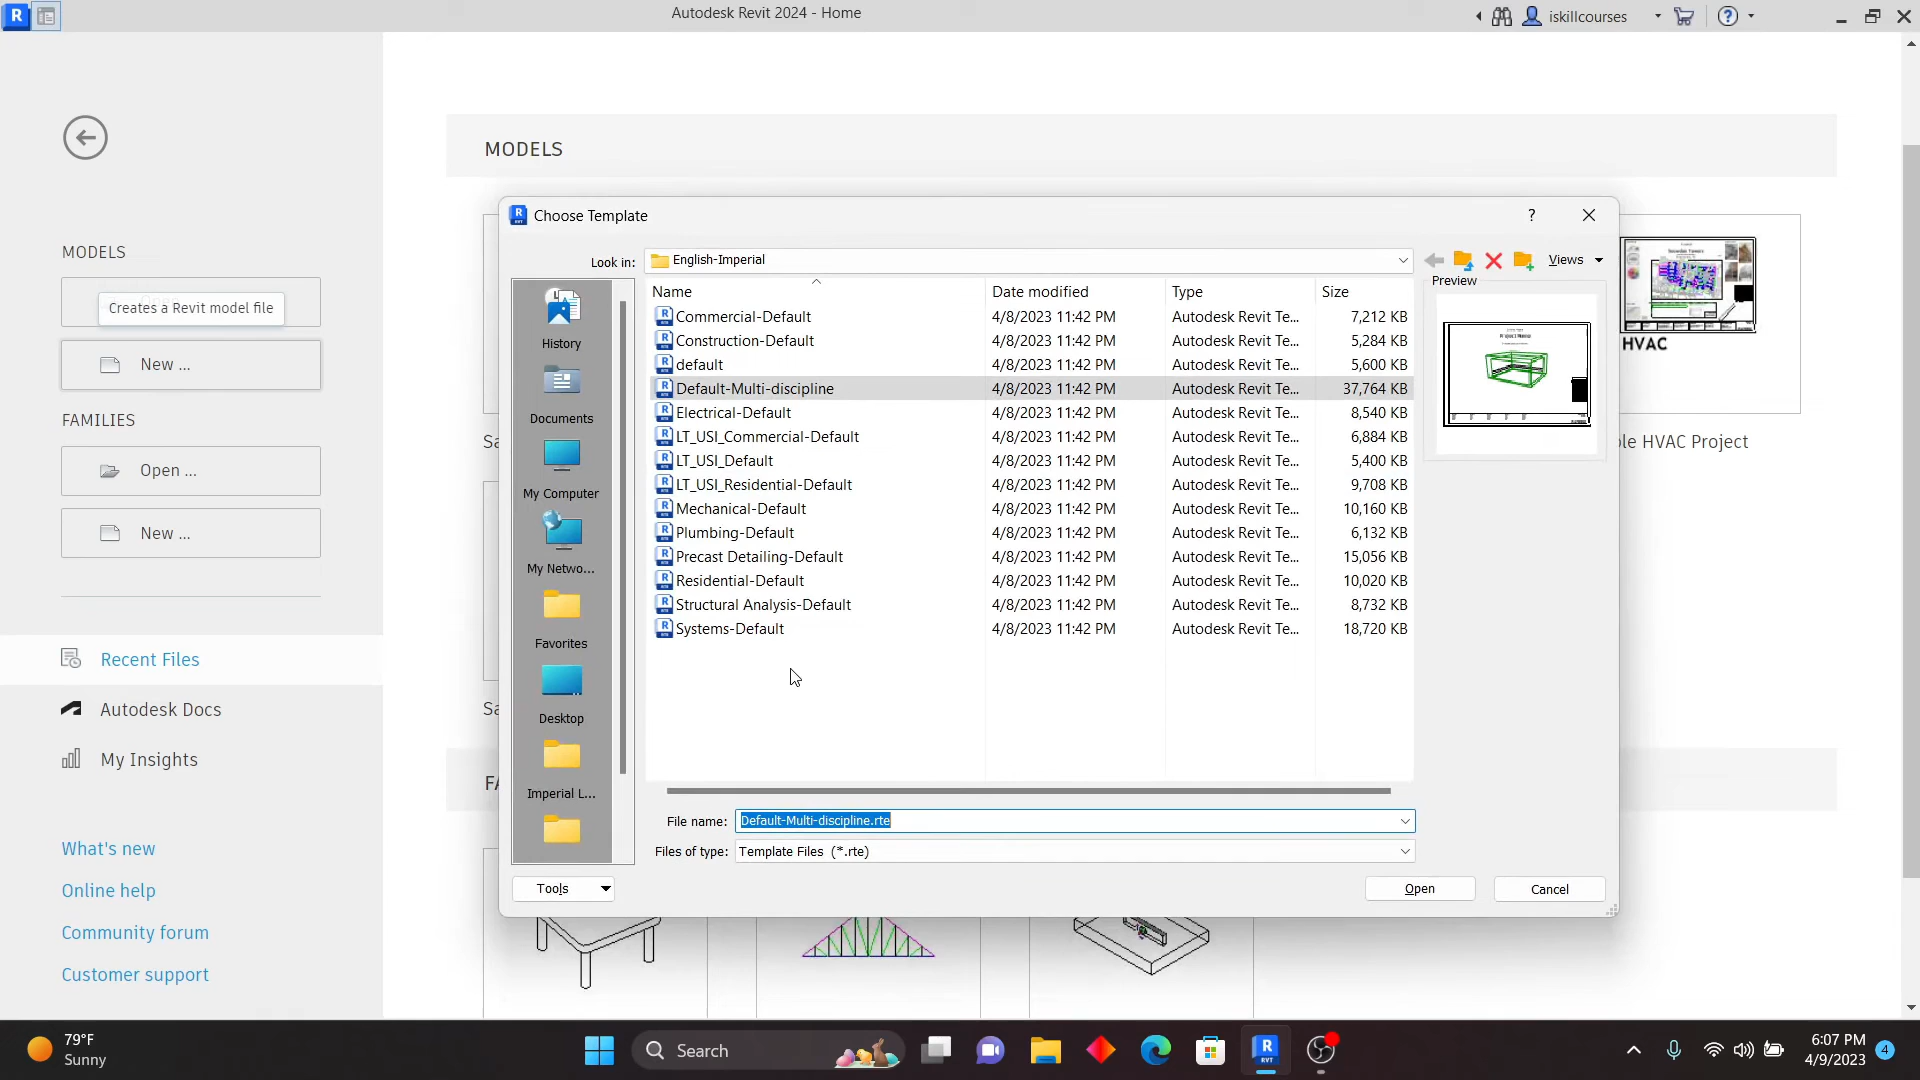 R
Autodesk Revit 2024 - Home
iskillcourses
?
MODELS
Creates a Revit model file
New ...
FAMILIES
Open ...
New ...
Recent Files
Autodesk Docs
My Insights
What's new
Online help
Community forum
Customer support
MODELS
Choose Template
?
Look in:
English-Imperial
Views
Preview
History
Documents
My Computer
My Netwo...
Favorites
Desktop
Imperial L...
Name
Date modified
Type
Size
Commercial-Default 4/8/2023 11:42 PM Autodesk Revit Te... 7,212 KB
Construction-Default 4/8/2023 11:42 PM Autodesk Revit Te... 5,284 KB
default 4/8/2023 11:42 PM Autodesk Revit Te... 5,600 KB
Default-Multi-discipline 4/8/2023 11:42 PM Autodesk Revit Te... 37,764 KB
Electrical-Default 4/8/2023 11:42 PM Autodesk Revit Te... 8,540 KB
LT_USI_Commercial-Default 4/8/2023 11:42 PM Autodesk Revit Te... 6,884 KB
LT_USI_Default 4/8/2023 11:42 PM Autodesk Revit Te... 5,400 KB
LT_USI_Residential-Default 4/8/2023 11:42 PM Autodesk Revit Te... 9,708 KB
Mechanical-Default 4/8/2023 11:42 PM Autodesk Revit Te... 10,160 KB
Plumbing-Default 4/8/2023 11:42 PM Autodesk Revit Te... 6,132 KB
Precast Detailing-Default 4/8/2023 11:42 PM Autodesk Revit Te... 15,056 KB
Residential-Default 4/8/2023 11:42 PM Autodesk Revit Te... 10,020 KB
Structural Analysis-Default 4/8/2023 11:42 PM Autodesk Revit Te... 8,732 KB
Systems-Default 4/8/2023 11:42 PM Autodesk Revit Te... 18,720 KB
File name:
Default-Multi-discipline.rte
Files of type:
Template Files (*.rte)
Tools
Open
Cancel
HVAC
ple HVAC Project
Sa
Sa
FA
79°F
Sunny
Search
R
RVT
6:07 PM
4/9/2023
4